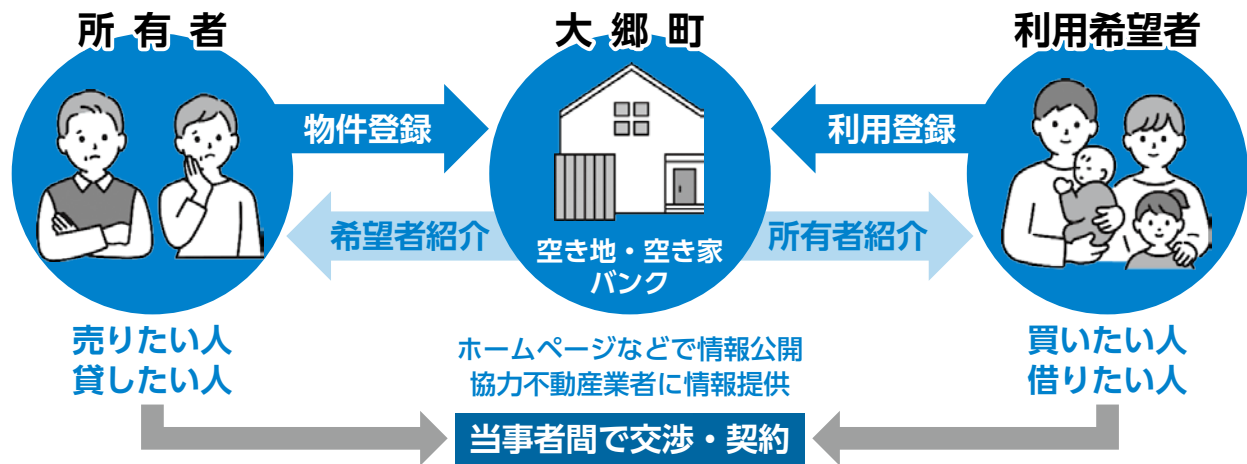 所有者
大郷町
利用希望者
物件登録
利用登録
希望者紹介
所有者紹介
空き地・空き家
バンク
売りたい人
貸したい人
ホームページなどで情報公開
協力不動産業者に情報提供
買いたい人
借りたい人
当事者間で交渉・契約